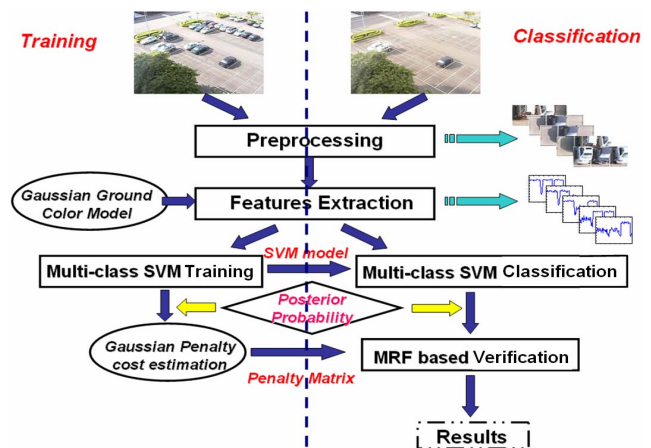 Training
Classification
Preprocessing
Gaussian Ground
Color Model
Features Extraction
SVM model
Multi-class SVM Training
Multi-class SVM Classification
Posterior
Probability
Gaussian Penalty
cost estimation
MRF based Verification
Penalty Matrix
Results